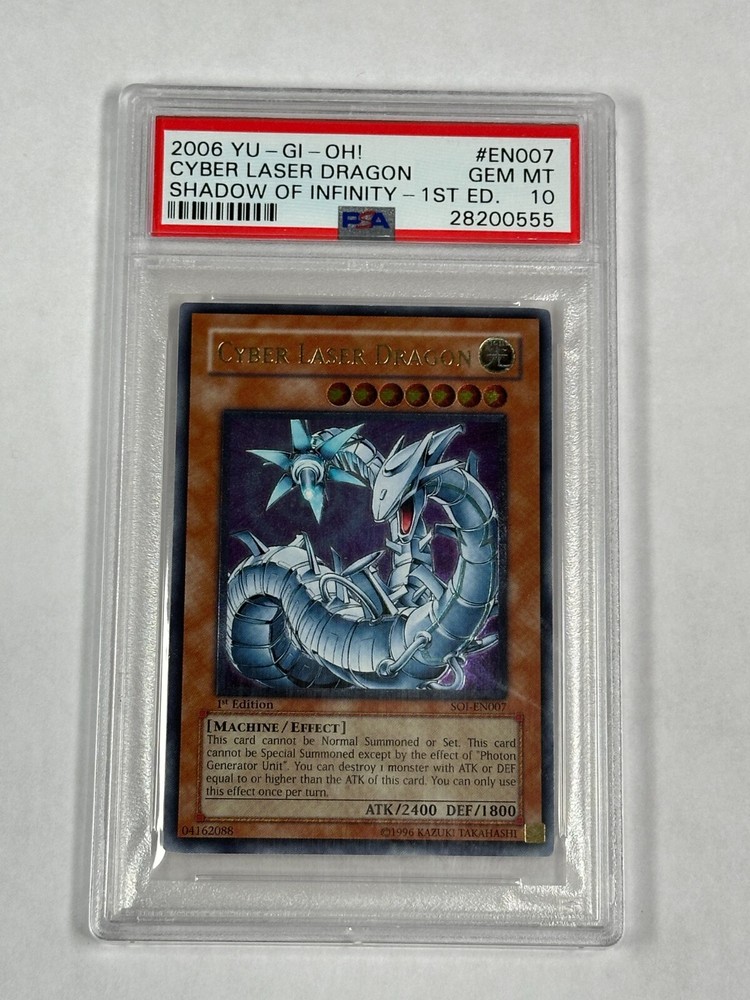 2006 YU-GI-OH! #EN007
CYBER LASER DRAGON GEM MT
SHADOW OF INFINITY-1ST ED. 10
PSA 28200555
CYBER LASER DRAGON 光
1st Edition SOI-EN007
[MACHINE/EFFECT]
This card cannot be Normal Summoned or Set. This
cannot be Special Summoned except by the effect of "Photon
Generator Unit". You can destroy 1 monster with ATK or DEF
equal to or higher than the ATK of this card. You can only use
this effect once per turn.
ATK/2400 DEF/1800
04162088 ©1996 KAZUKI TAKAHASHI